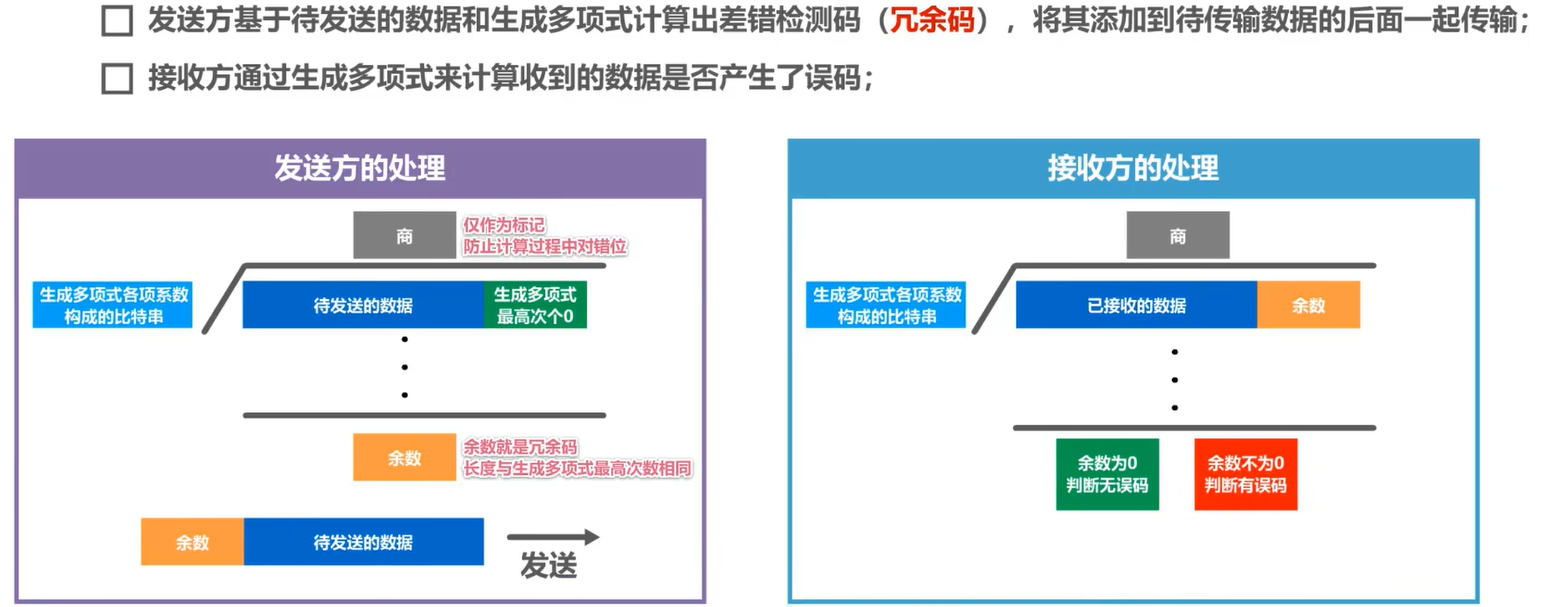 发送方基于待发送的数据和生成多项式计算出差错检测码（冗余码），将其添加到待传输数据的后面一起传输；
接收方通过生成多项式来计算收到的数据是否产生了误码；
发送方的处理
商
仅作为标记
防止计算过程中对错位
生成多项式各项系数
构成的比特串
待发送的数据
生成多项式
最高次个0
余数
余数就是冗余码
长度与生成多项式最高次数相同
余数
待发送的数据
发送
接收方的处理
商
生成多项式各项系数
构成的比特串
已接收的数据
余数
余数为0
判断无误码
余数不为0
判断有误码